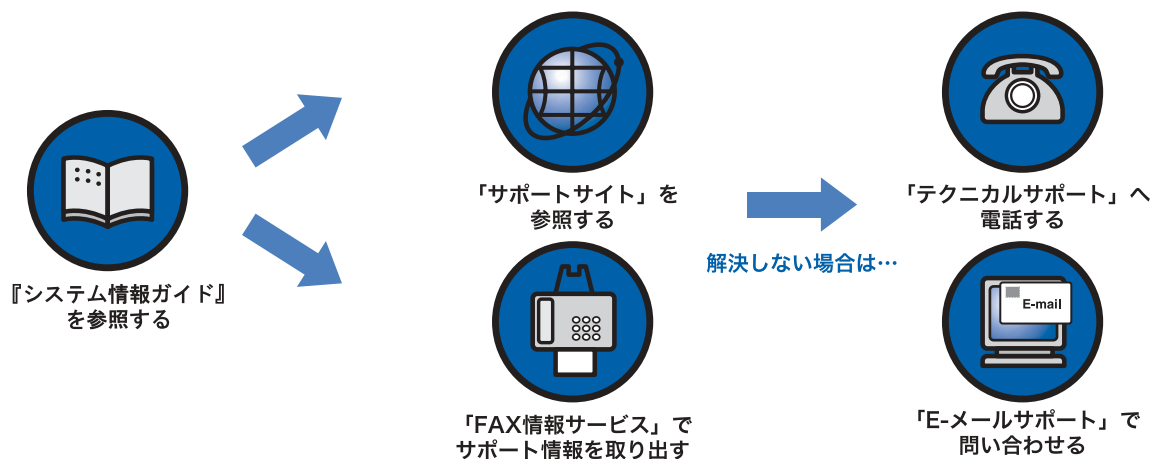 『システム情報ガイド』
を参照する
「サポートサイト」を
参照する
「FAX情報サービス」で
サポート情報を取り出す
解決しない場合は…
「テクニカルサポート」へ
電話する
E-mail
「E-メールサポート」で
問い合わせる